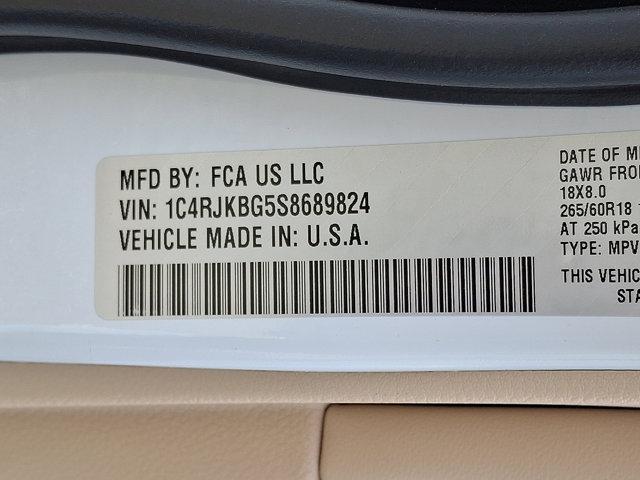 MFD BY: FCA US LLC
VIN: 1C4RJKBG5S8689824
VEHICLE MADE IN: U.S.A.
DATE OF M
GAWR FRO
18X8.0
265/60R18
AT 250 kPa
TYPE: MPV
THIS VEHIC
STA